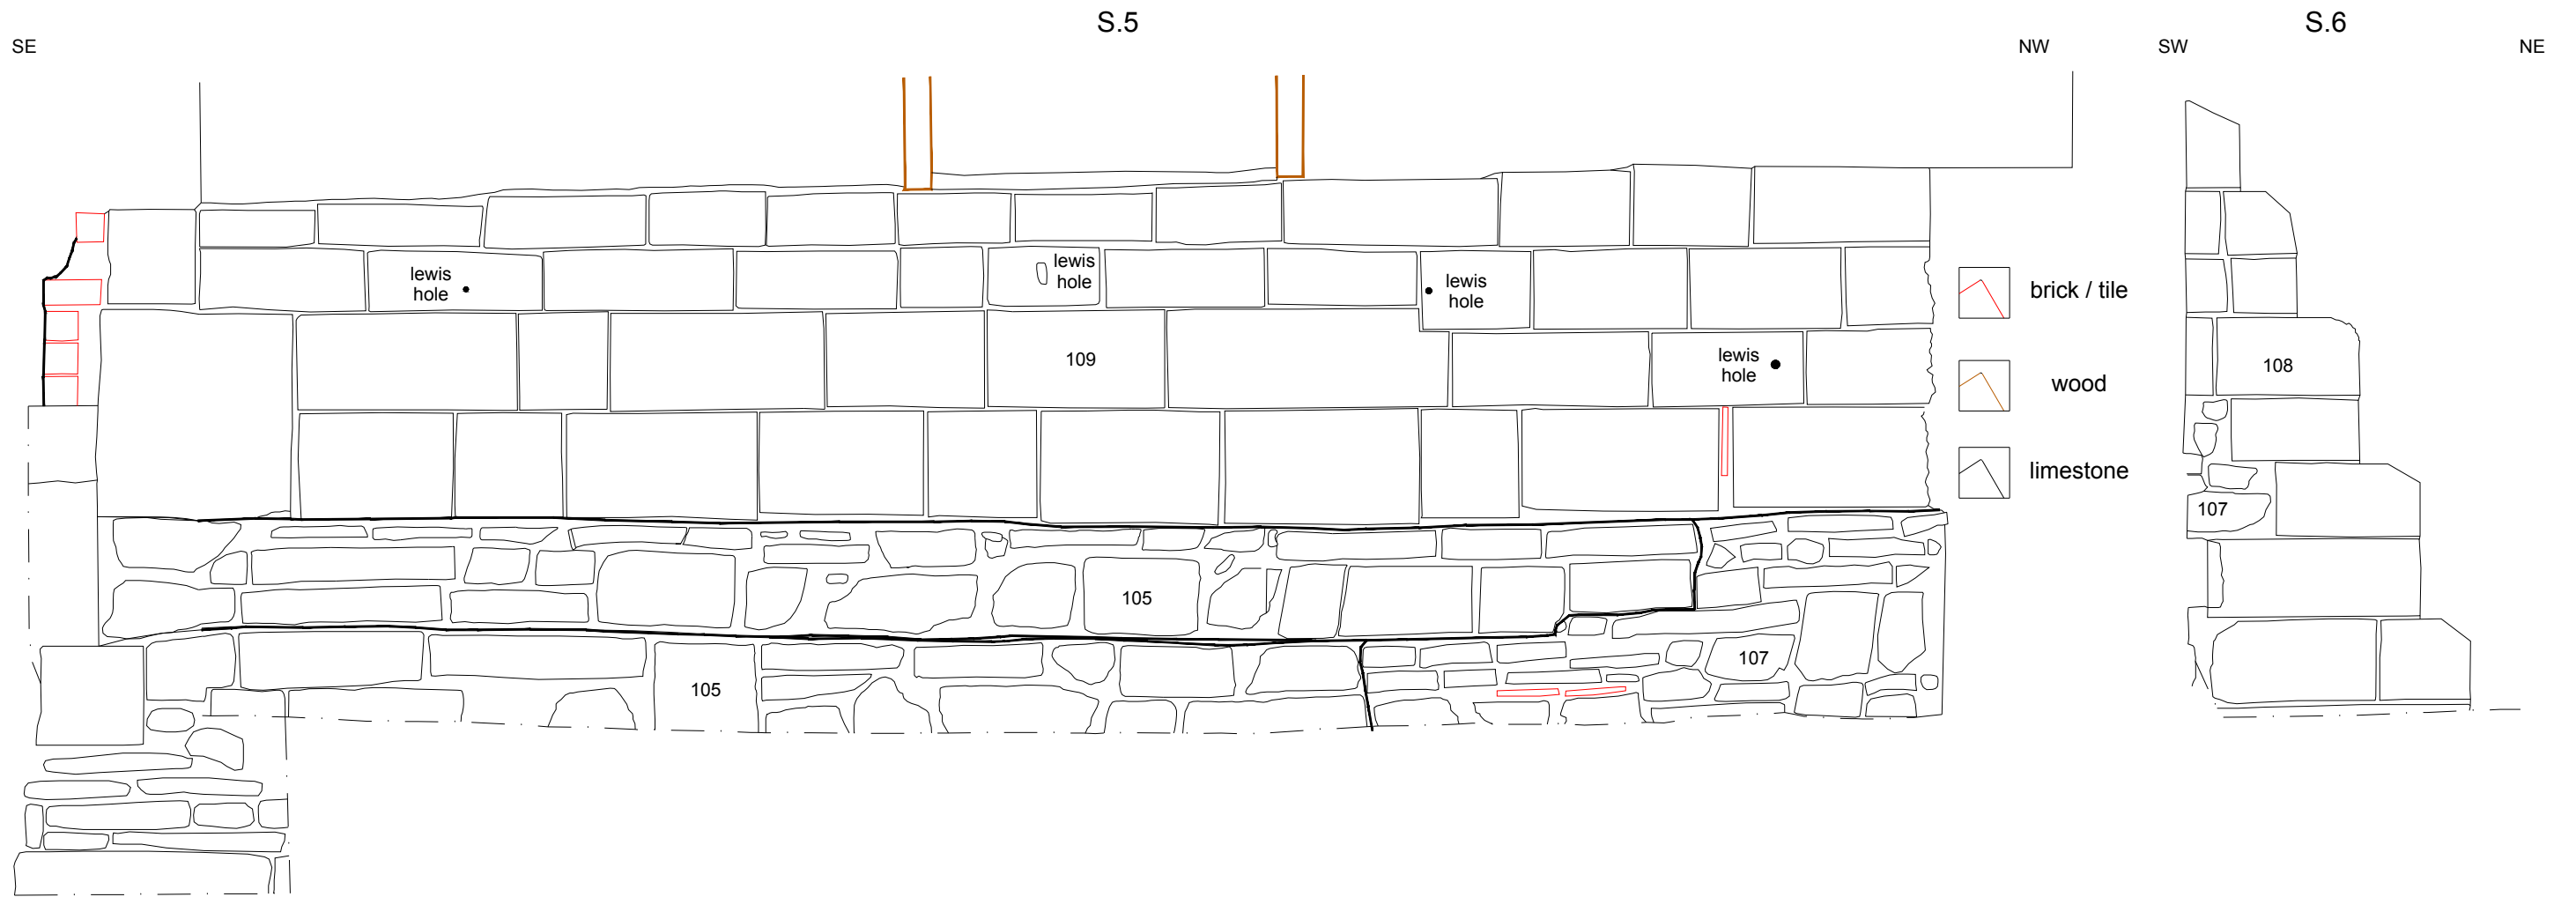 S.5
S.6
SE
NW
SW
NE
lewis
hole
lewis
hole
lewis
hole
brick / tile
109
lewis
hole
108
wood
limestone
107
105
107
105